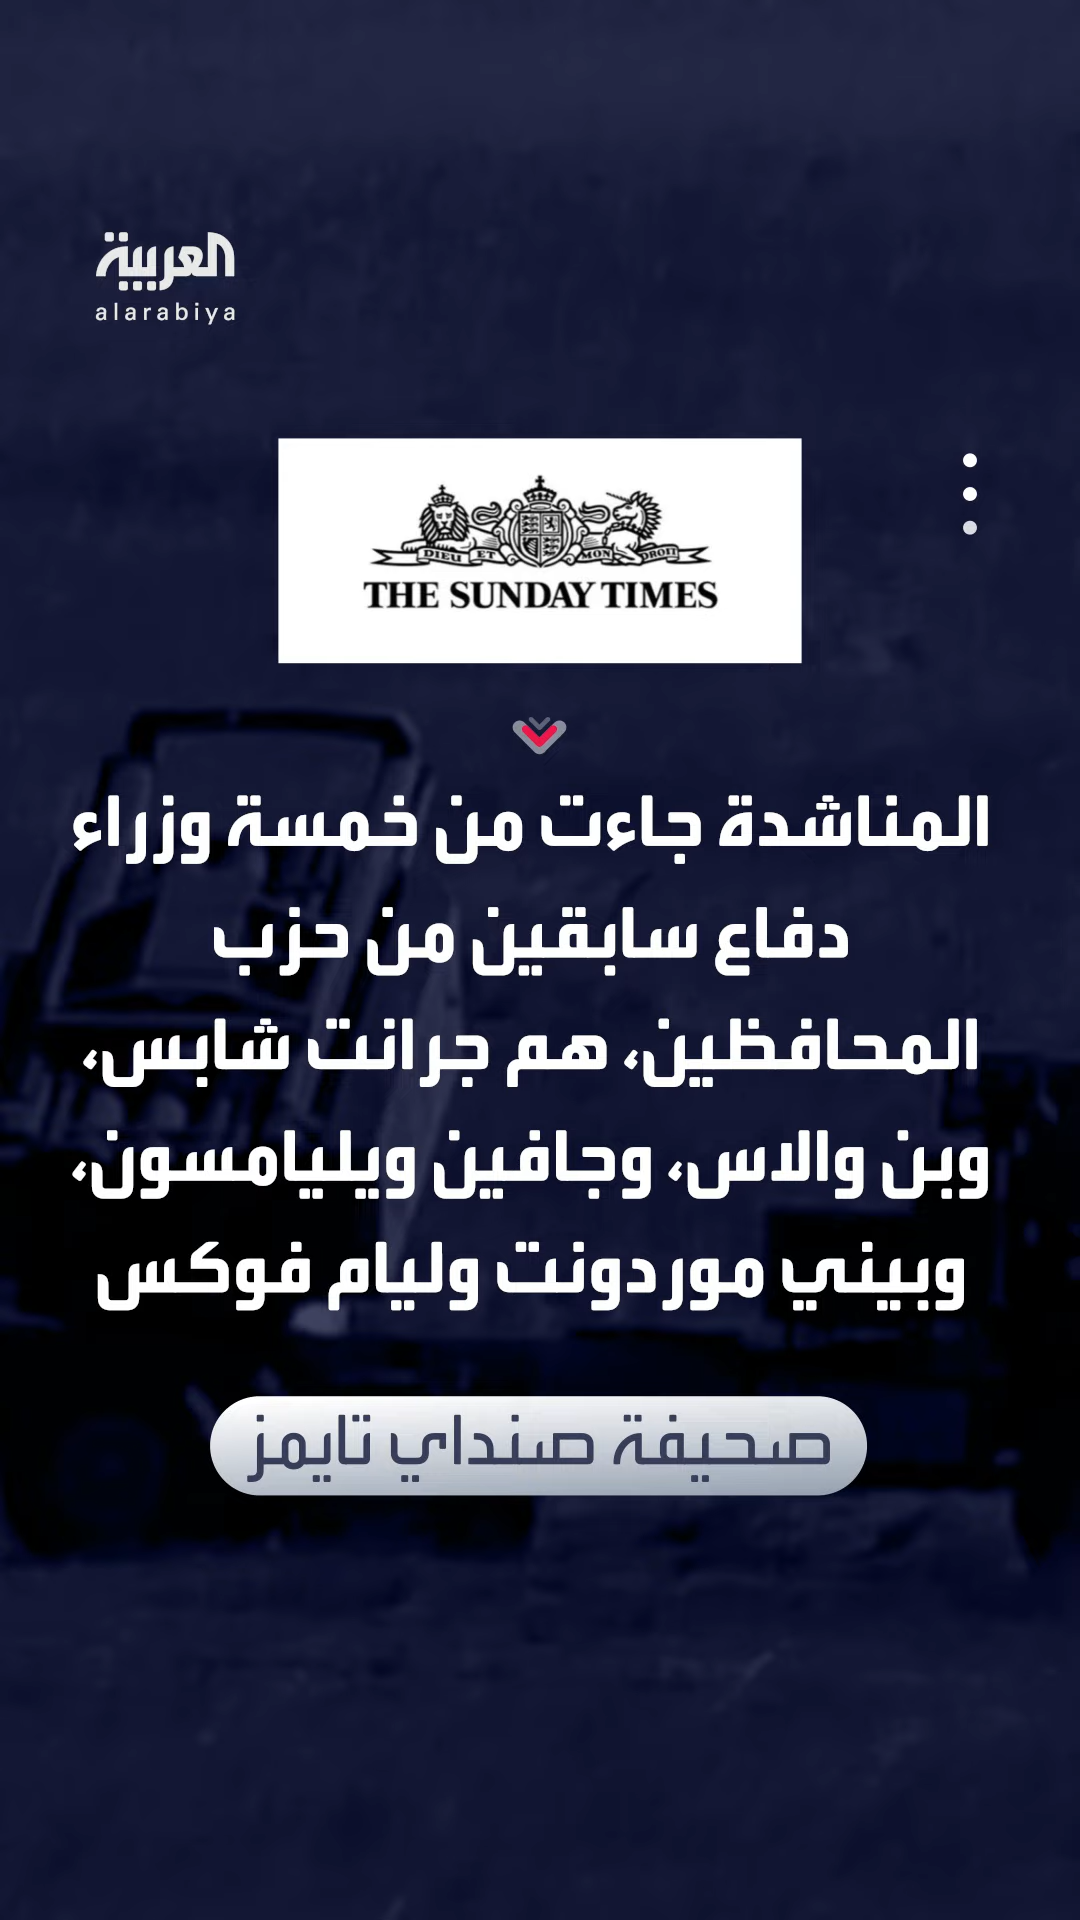 العربية
alarabiya
DIEU ET MON DROIT
THE SUNDAY TIMES
المناشدة جاءت من خمسة وزراء
دفاع سابقين من حزب
المحافظين، هم جرانت شابس،
وبن والاس، وجافين ويليامسون،
وبيني موردونت وليام فوكس
صحيفة صنداي تايمز